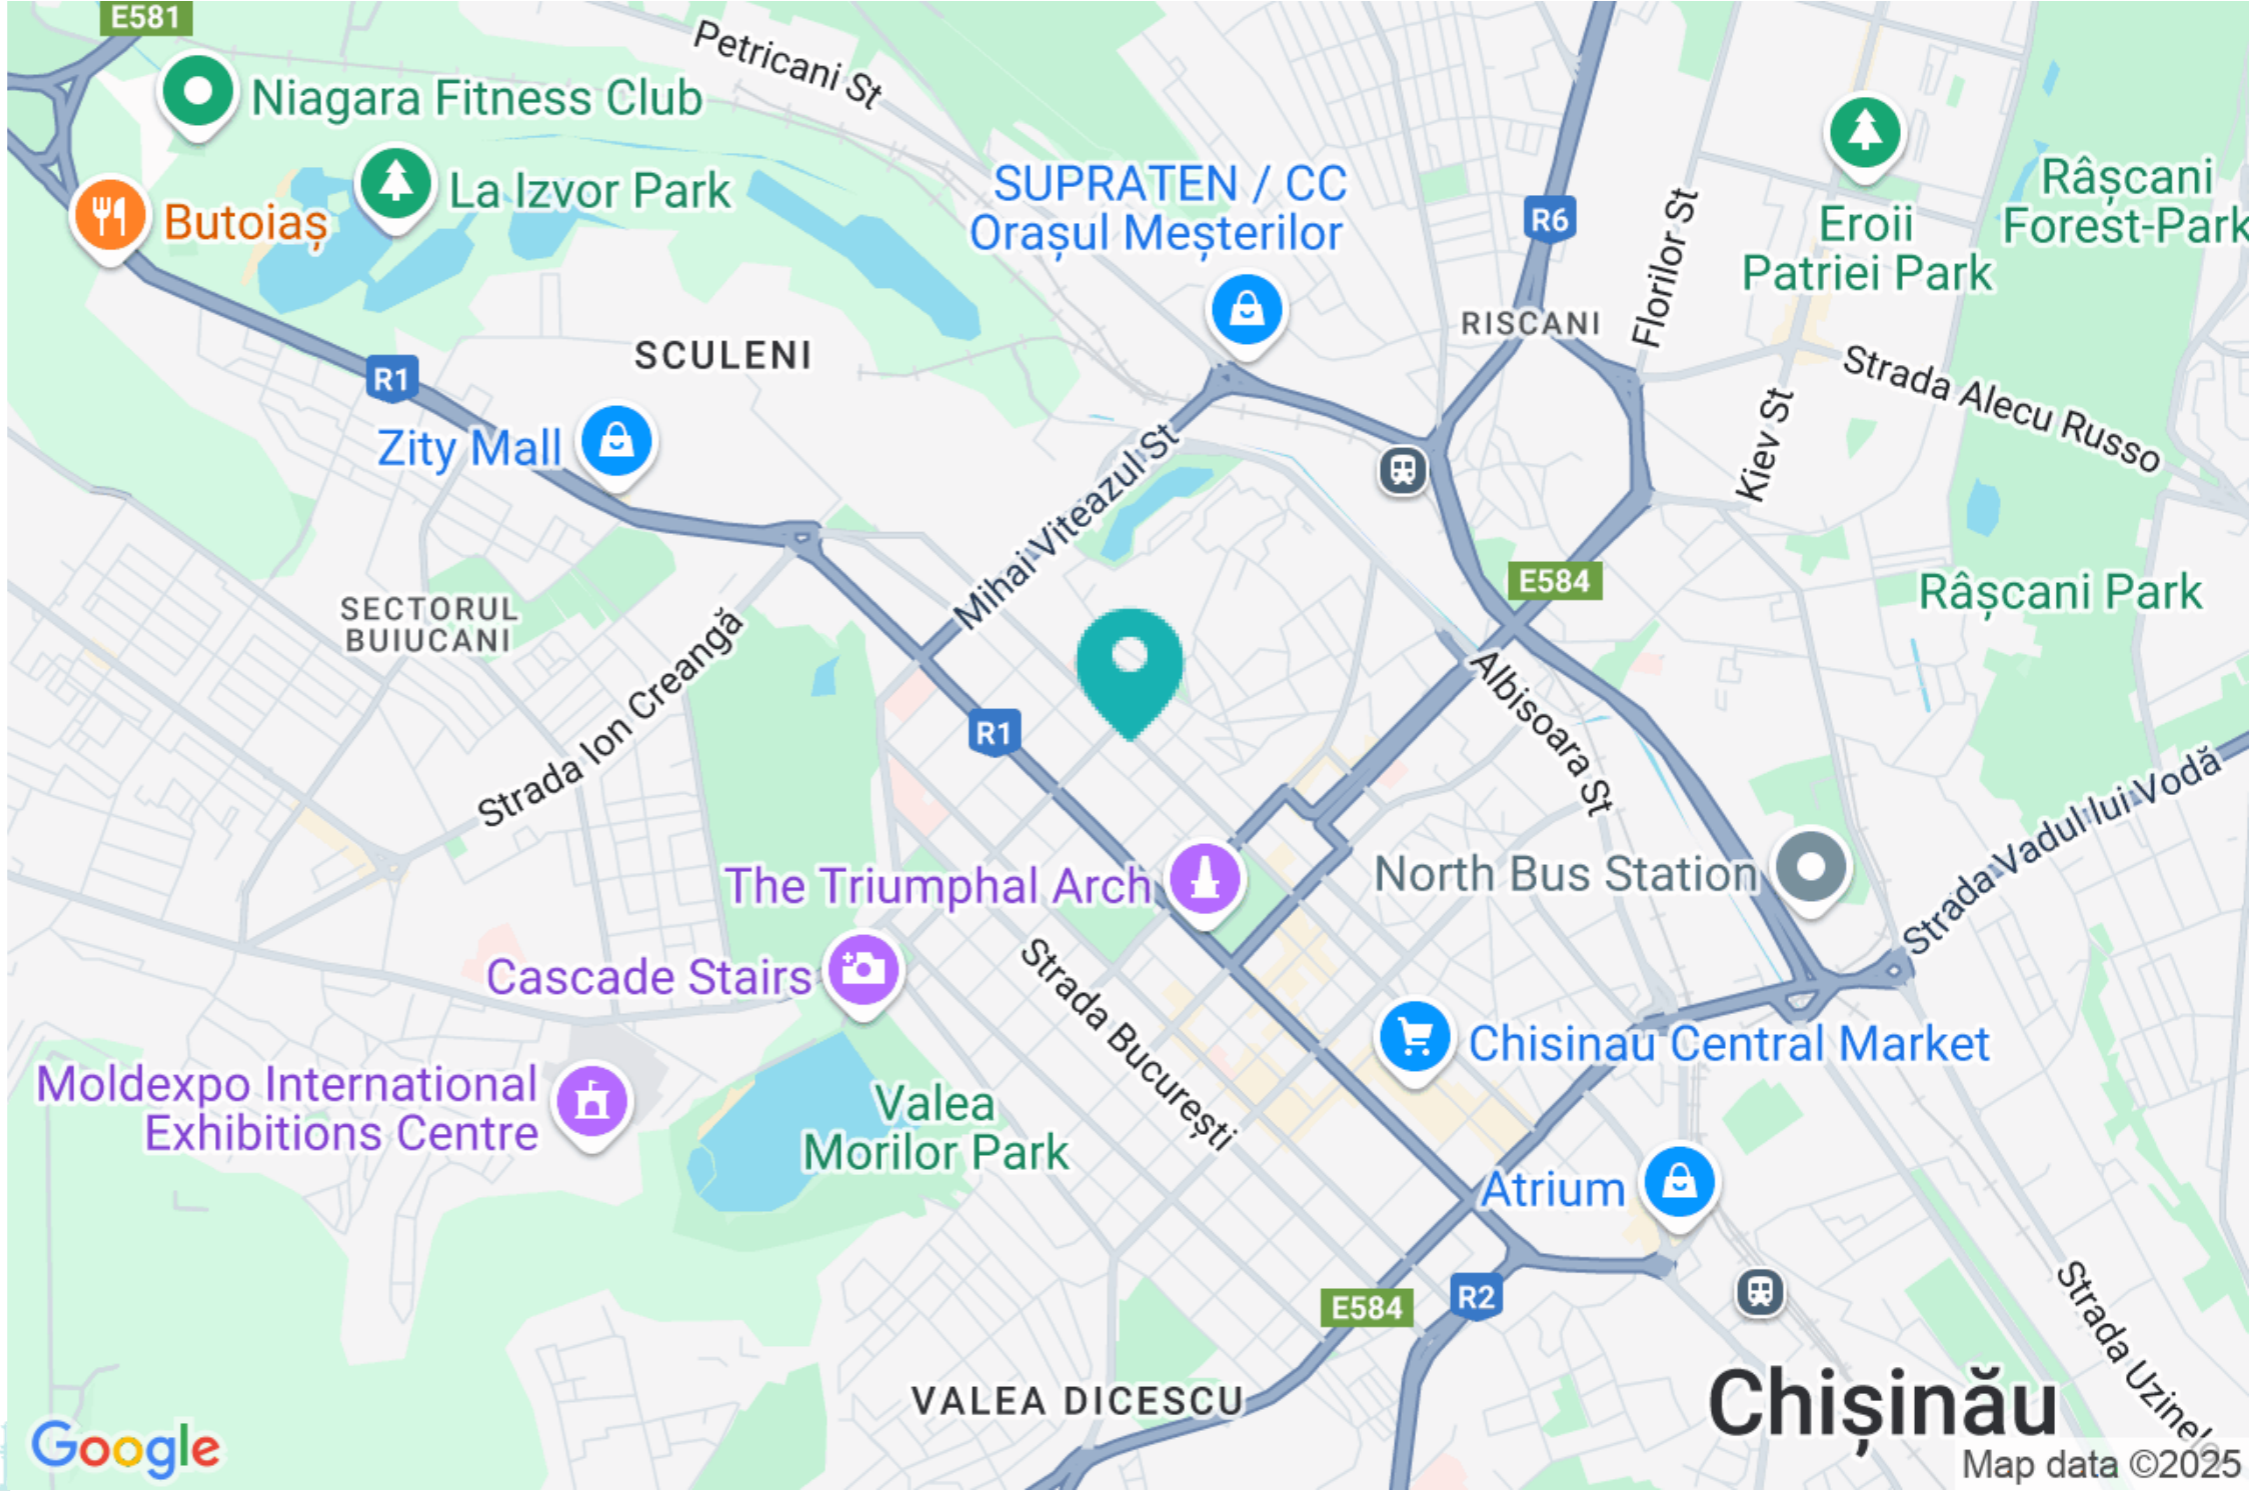 E581
Petricani St
Niagara Fitness Club
La Izvor Park
Butoiaș
SUPRATEN / CC
Orașul Meșterilor
R6
Florilor St
Eroii
Patriei Park
Râșcani
Forest-Park
RISCANI
SCULENI
R1
Zity Mall
Strada Alecu Russo
Kiev St
Mihai Viteazul St
E584
Râșcani Park
SECTORUL
BUIUCANI
Strada Ion Creangă
R1
Albisoara St
Strada Vadul lui Vodă
The Triumphal Arch
North Bus Station
Cascade Stairs
Strada București
Chisinau Central Market
Moldexpo International
Exhibitions Centre
Valea
Morilor Park
Atrium
E584
R2
Strada Uzinelo
VALEA DICESCU
Chișinău
Google
Map data ©2025